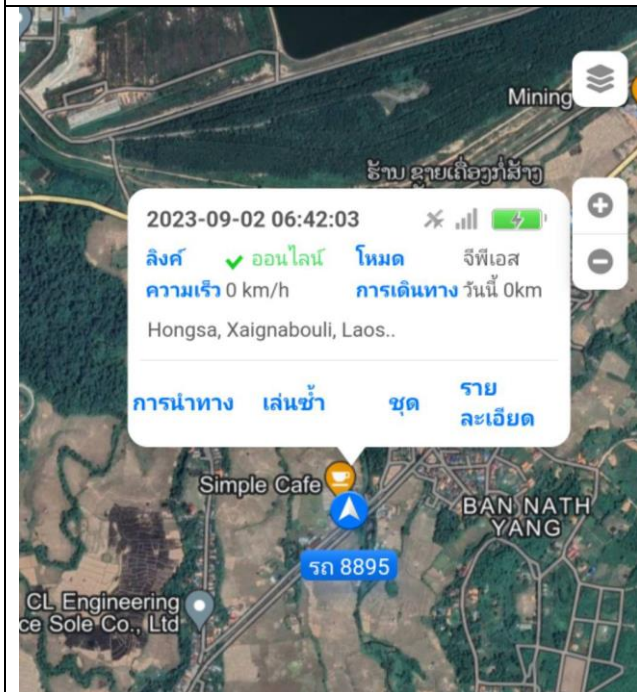 Mining
ຮ້ານ ຂາຍເຄື່ອງກໍ່ສ້າງ
2023-09-02 06:42:03
ลิงค์ ออนไลน์ โหมด จีพีเอส
ความเร็ว 0 km/h การเดินทาง วันนี้ 0km
Hongsa, Xaignabouli, Laos..
การนำทาง เล่นซ้ำ ชุด ราย
ละเอียด
Simple Cafe
BAN NATH
YANG
รถ 8895
CL Engineering
ce Sole Co., Ltd